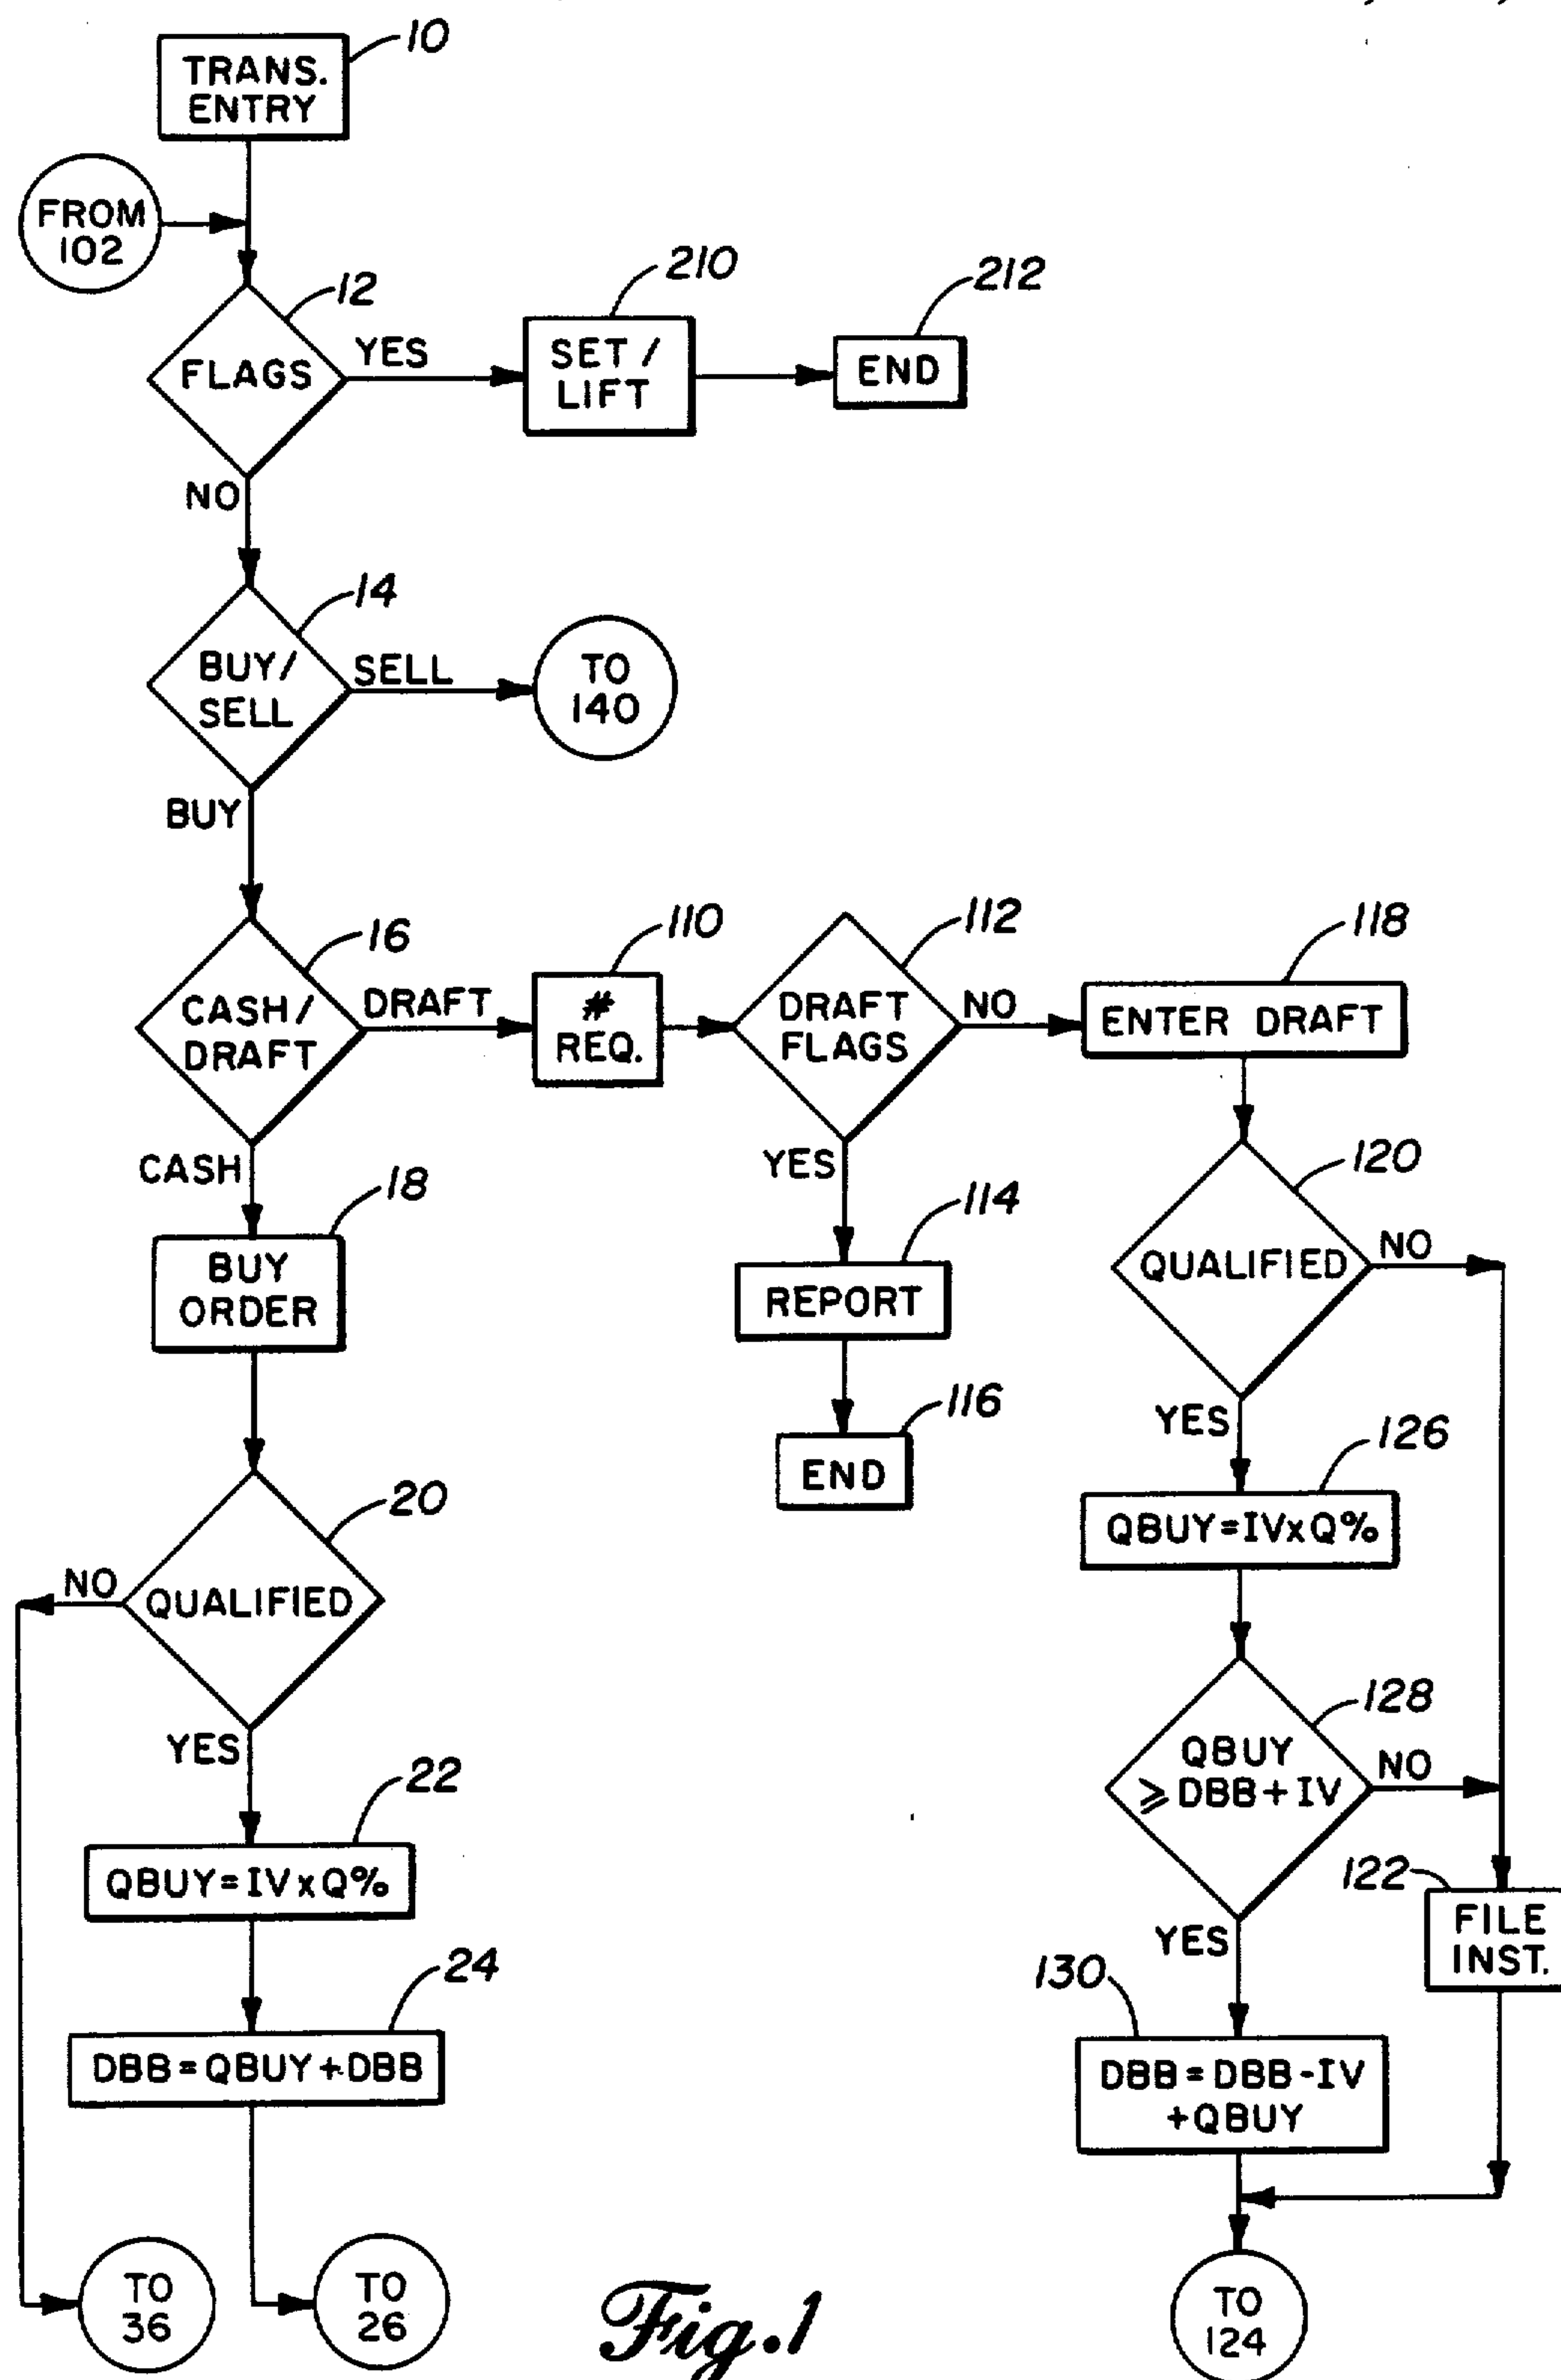 10
TRANS.
ENTRY
FROM
102
12
FLAGS
YES
NO
210
SET /
LIFT
212
END
14
BUY/
SELL
SELL
TO
140
BUY
16
CASH/
DRAFT
DRAFT
CASH
110
#
REQ.
112
DRAFT
FLAGS
NO
YES
118
ENTER DRAFT
114
REPORT
116
END
120
QUALIFIED
NO
YES
18
BUY
ORDER
20
QUALIFIED
NO
YES
126
QBUY=IVxQ%
128
QBUY
≥DBB+IV
NO
YES
22
QBUY=IVxQ%
24
DBB=QBUY+DBB
122
FILE
INST.
130
DBB=DBB-IV
+QBUY
TO
36
TO
26
TO
124
Fig.1